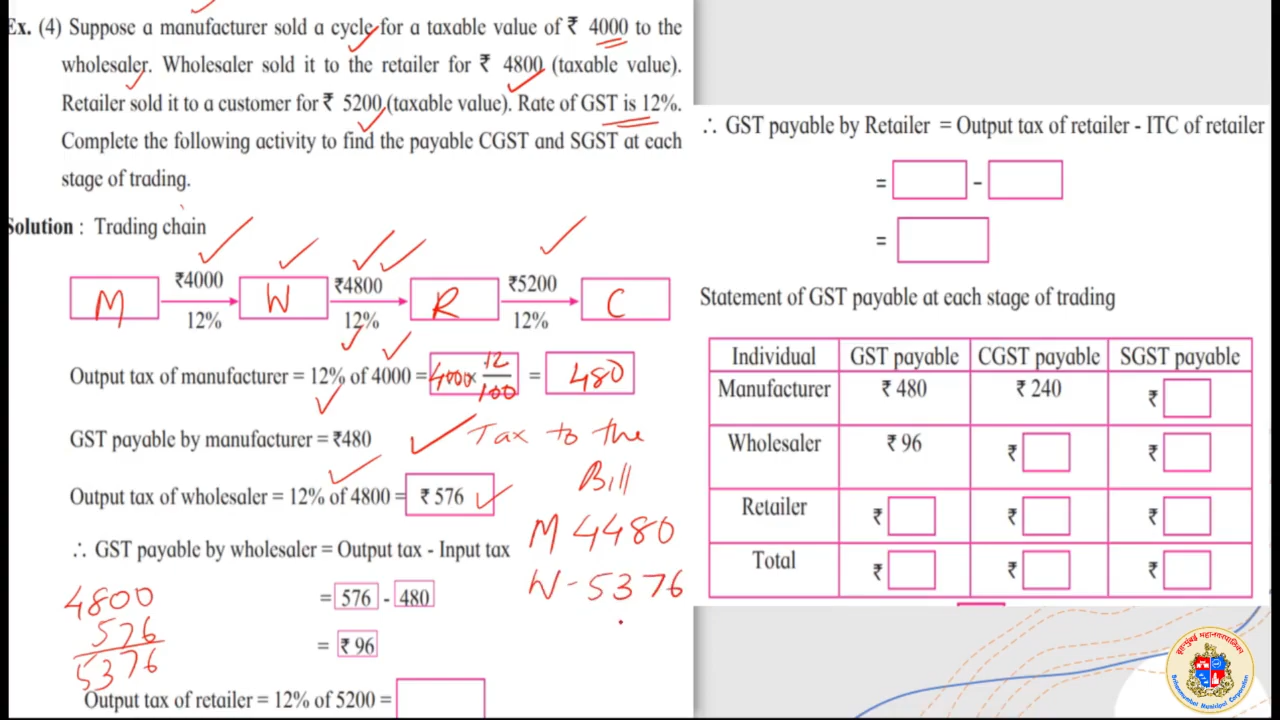 Ex. (4) Suppose a manufacturer sold a cycle for a taxable value of ₹ 4000 to the
wholesaler. Wholesaler sold it to the retailer for ₹ 4800 (taxable value).
Retailer sold it to a customer for ₹ 5200 (taxable value). Rate of GST is 12%.
Complete the following activity to find the payable CGST and SGST at each
stage of trading.
Solution : Trading chain
₹4000 ₹4800 ₹5200
M W R C
12% 12% 12%
Output tax of manufacturer = 12% of 4000 = 4000 × 12/100 = 480
GST payable by manufacturer = ₹480
Tax to the
Bill
Output tax of wholesaler = 12% of 4800 = ₹ 576
M 4480
∴ GST payable by wholesaler = Output tax - Input tax
W - 5376
= 576 - 480
= ₹ 96
4800
576
5376
Output tax of retailer = 12% of 5200 =
∴ GST payable by Retailer = Output tax of retailer - ITC of retailer
= -
=
Statement of GST payable at each stage of trading
Individual GST payable CGST payable SGST payable
Manufacturer ₹ 480 ₹ 240 ₹
Wholesaler ₹ 96 ₹ ₹
Retailer ₹ ₹ ₹
Total ₹ ₹ ₹
बृहन्मुंबई महानगरपालिका
Brihanmumbai Municipal Corporation